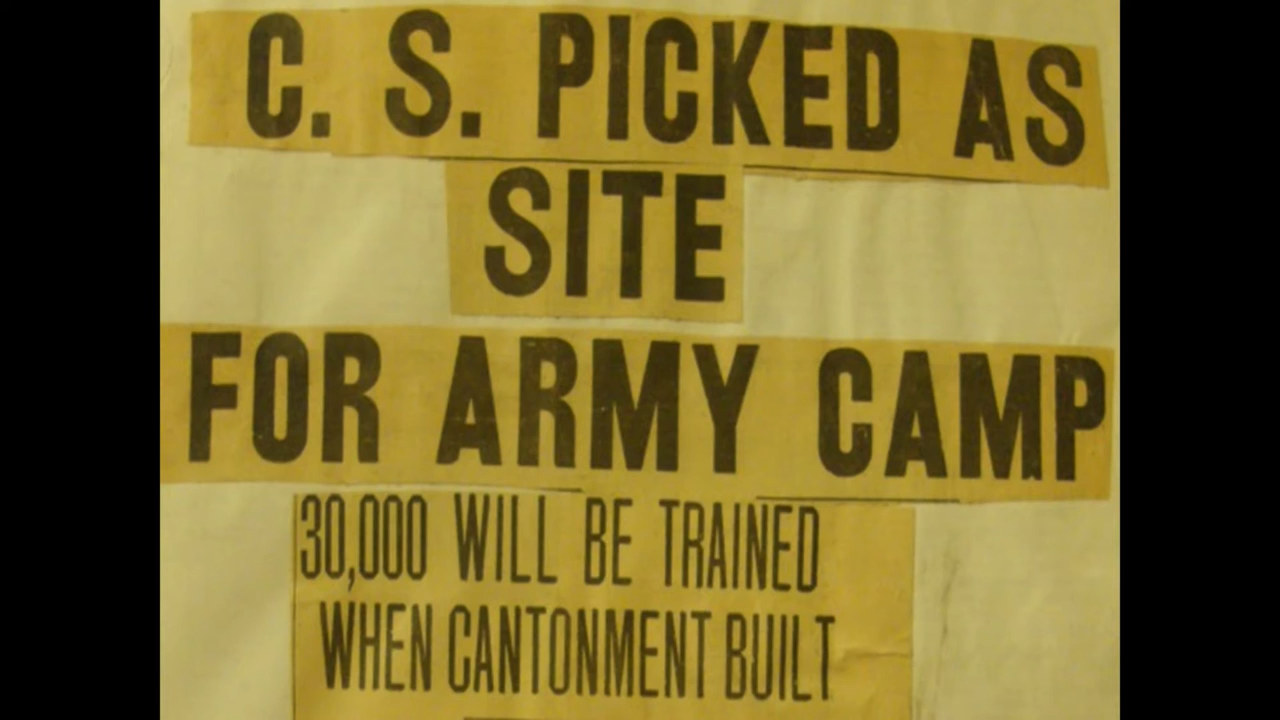 C. S. PICKED AS
SITE
FOR ARMY CAMP
30,000 WILL BE TRAINED
WHEN CANTONMENT BUILT